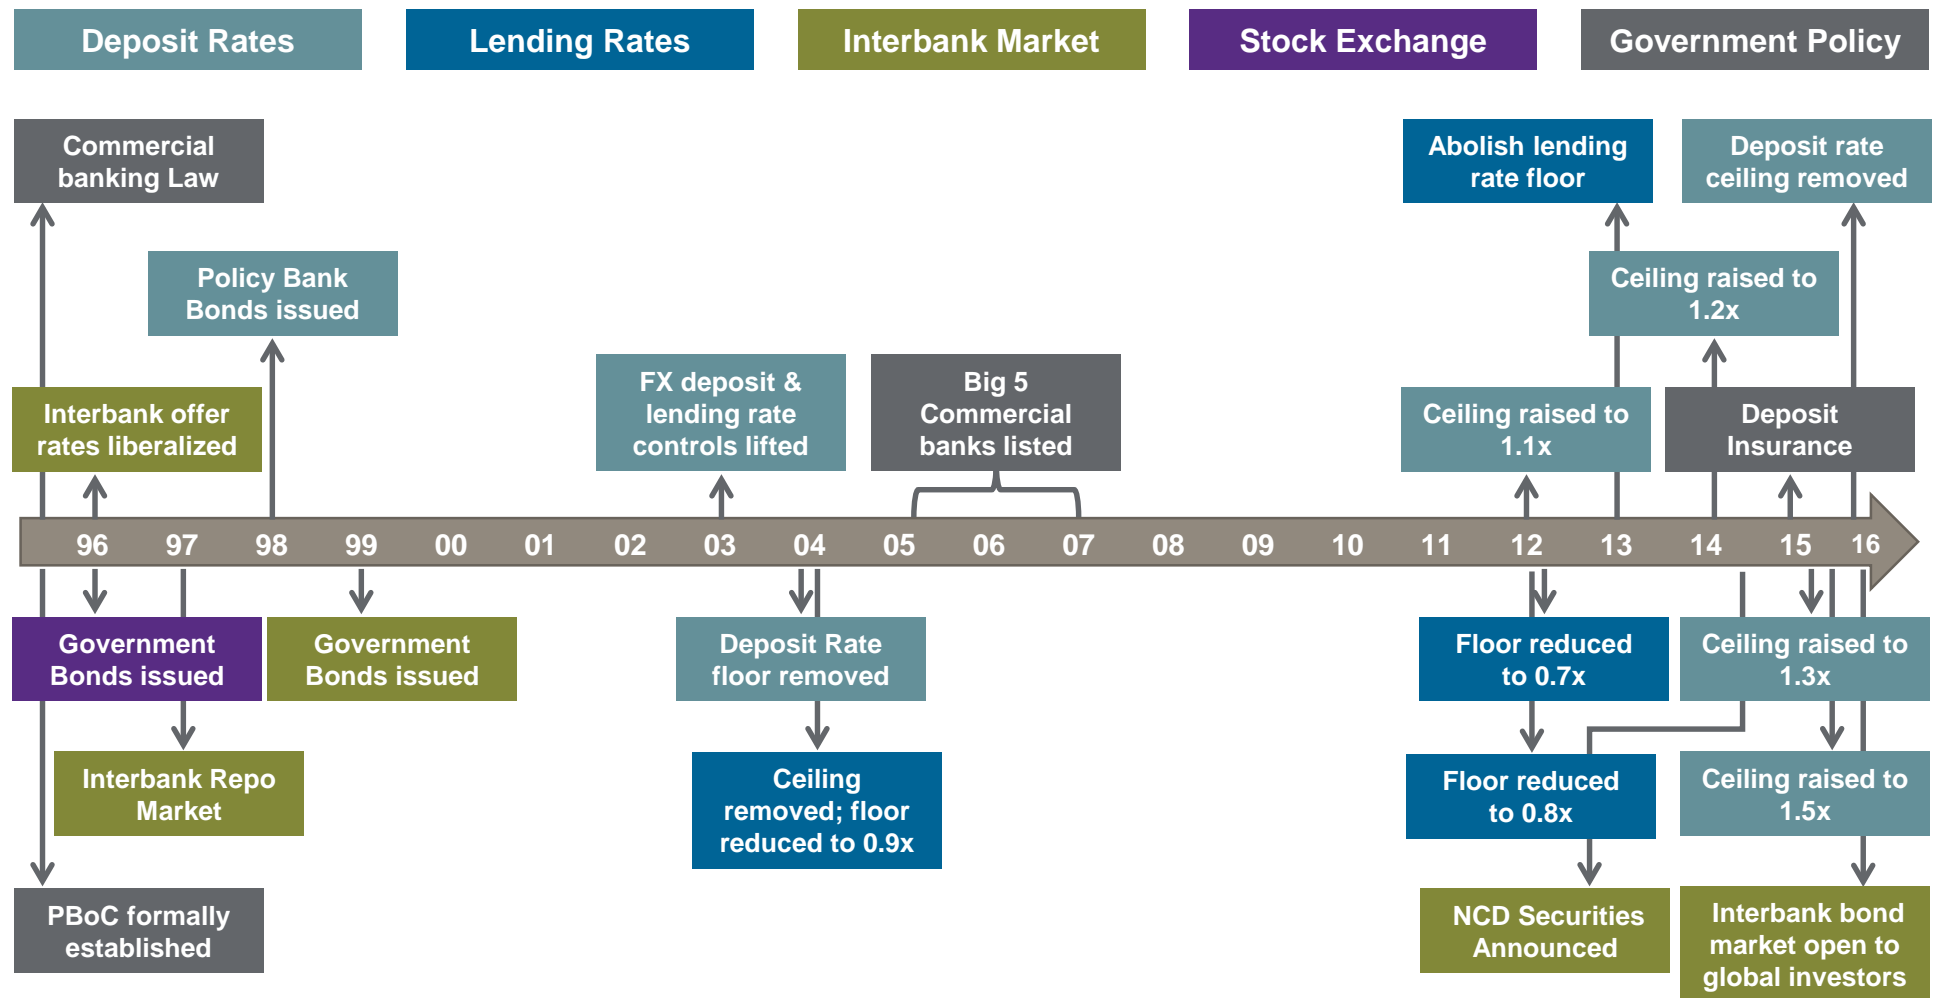 Deposit Rates
Lending Rates
Interbank Market
Stock Exchange
Government Policy
Commercial
banking Law
Abolish lending
rate floor
Deposit rate
ceiling removed
Policy Bank
Bonds issued
Ceiling raised to
1.2x
Interbank offer
rates liberalized
FX deposit &
lending rate
controls lifted
Big 5
Commercial
banks listed
Ceiling raised to
1.1x
Deposit
Insurance
96 97 98 99 00 01 02 03 04 05 06 07 08 09 10 11 12 13 14 15 16
Government
Bonds issued
Government
Bonds issued
Deposit Rate
floor removed
Floor reduced
to 0.7x
Ceiling raised to
1.3x
Interbank Repo
Market
Ceiling
removed; floor
reduced to 0.9x
Floor reduced
to 0.8x
Ceiling raised to
1.5x
PBoC formally
established
NCD Securities
Announced
Interbank bond
market open to
global investors